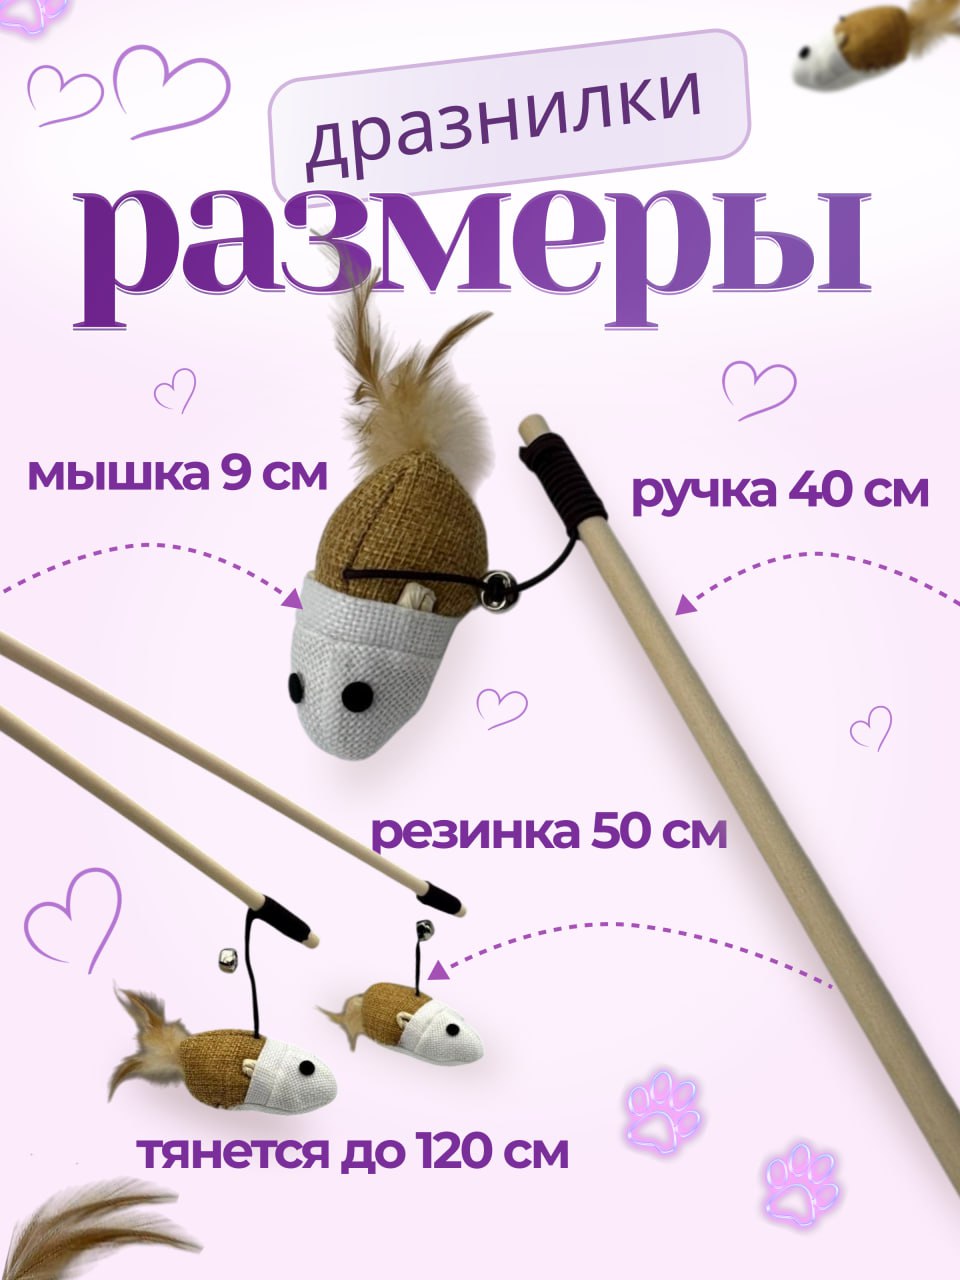 дразнилки
размеры
мышка 9 см
ручка 40 см
резинка 50 см
тянется до 120 см